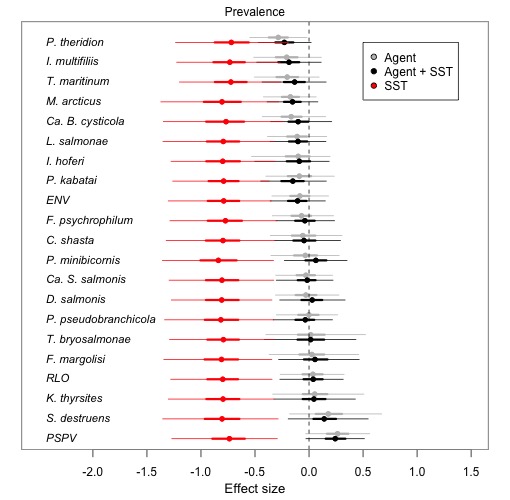 Prevalence
P. theridion
I. multifiliis
T. maritinum
M. arcticus
Ca. B. cysticola
L. salmonae
I. hoferi
P. kabatai
ENV
F. psychrophilum
C. shasta
P. minibicornis
Ca. S. salmonis
D. salmonis
P. pseudobranchicola
T. bryosalmonae
F. margolisi
RLO
K. thyrsites
S. destruens
PSPV
Agent
Agent + SST
SST
-2.0 -1.5 -1.0 -0.5 0.0 0.5 1.0 1.5
Effect size